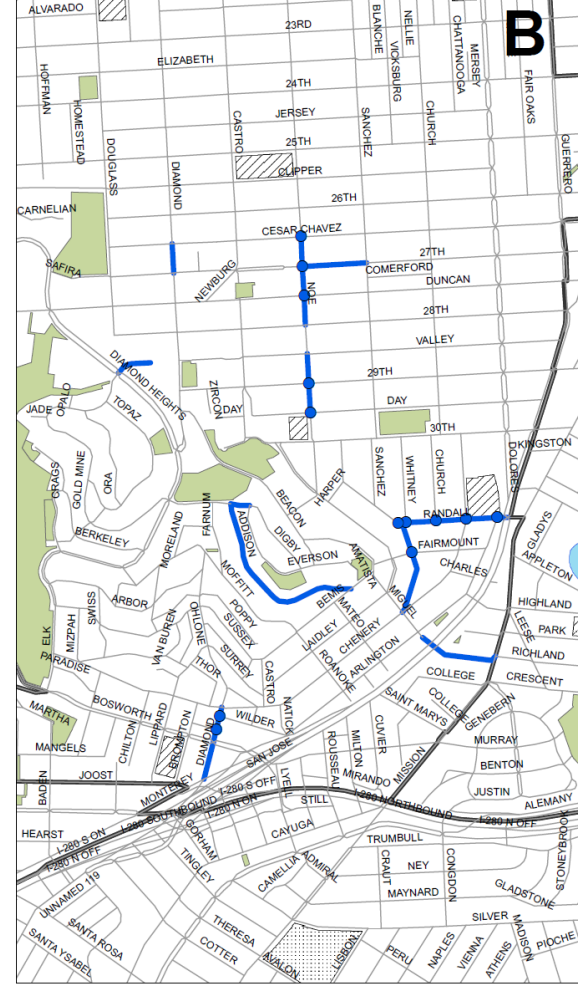 ALVARADO
B
23RD
BLANCHE
NELLIE
VICKSBURG
CHATTANOOGA
MERSEY
ELIZABETH
HOFFMAN
24TH
FAIR OAKS
HOMESTEAD
JERSEY
CASTRO
SANCHEZ
CHURCH
25TH
DOUGLASS
GUERRERO
CLIPPER
DIAMOND
26TH
CARNELIAN
CESAR CHAVEZ
27TH
SAFIRA
NEWBURG
COMERFORD
DUNCAN
NOE
28TH
VALLEY
DIAMOND HEIGHTS
29TH
OPALO
ZIRCON
JADE
TOPAZ
DAY
DAY
30TH
KINGSTON
DOLORES
CRAGS
GOLD MINE
ORA
HARPER
SANCHEZ
WHITNEY
CHURCH
BEACON
FARNUM
ADDISON
RANDALL
GLADYS
BERKELEY
MORELAND
DIGBY
EVERSON
AMATISTA
FAIRMOUNT
CHARLES
APPLETON
MOFFITT
ARBOR
SWISS
BEMIS
MIGUEL
HIGHLAND
POPPY
SUSSEX
MATEO
LAIDLEY
CHENERY
OHLONE
ELK
MIZPAH
VAN BUREN
LEESE
PARK
PARADISE
SURREY
ROANOKE
ARLINGTON
RICHLAND
THOR
COLLEGE
CRESCENT
BOSWORTH
CASTRO
NATICK
SAINT MARYS
COLLEGE
GENEBERN
MARTHA
LIPPARD
CHILTON
BROMPTON
DIAMOND
WILDER
CUVIER
MANGELS
SAN JOSE
ROUSSEAU
MILTON
MURRAY
BENTON
BADEN
JOOST
MONTEREY
LYELL
MIRANDO
MISSION
JUSTIN
I-280 S OFF
STILL
I-280 NORTHBOUND
ALEMANY
I-280 SOUTHBOUND
I-280 N ON
I-280 N OFF
HEARST
I-280 S ON
I-280 N OFF
GORHAM
CAYUGA
TRUMBULL
STONEYBROOK
TINGLEY
CAMELLIA
ADMIRAL
CRAUT
NEY
CONGDON
MAYNARD
GLADSTONE
UNNAMED 119
SILVER
SANTA ROSA
THERESA
MADISON
SANTA YSABEL
COTTER
AVALON
LISBON
PERU
NAPLES
VIENNA
ATHENS
PIOCHE